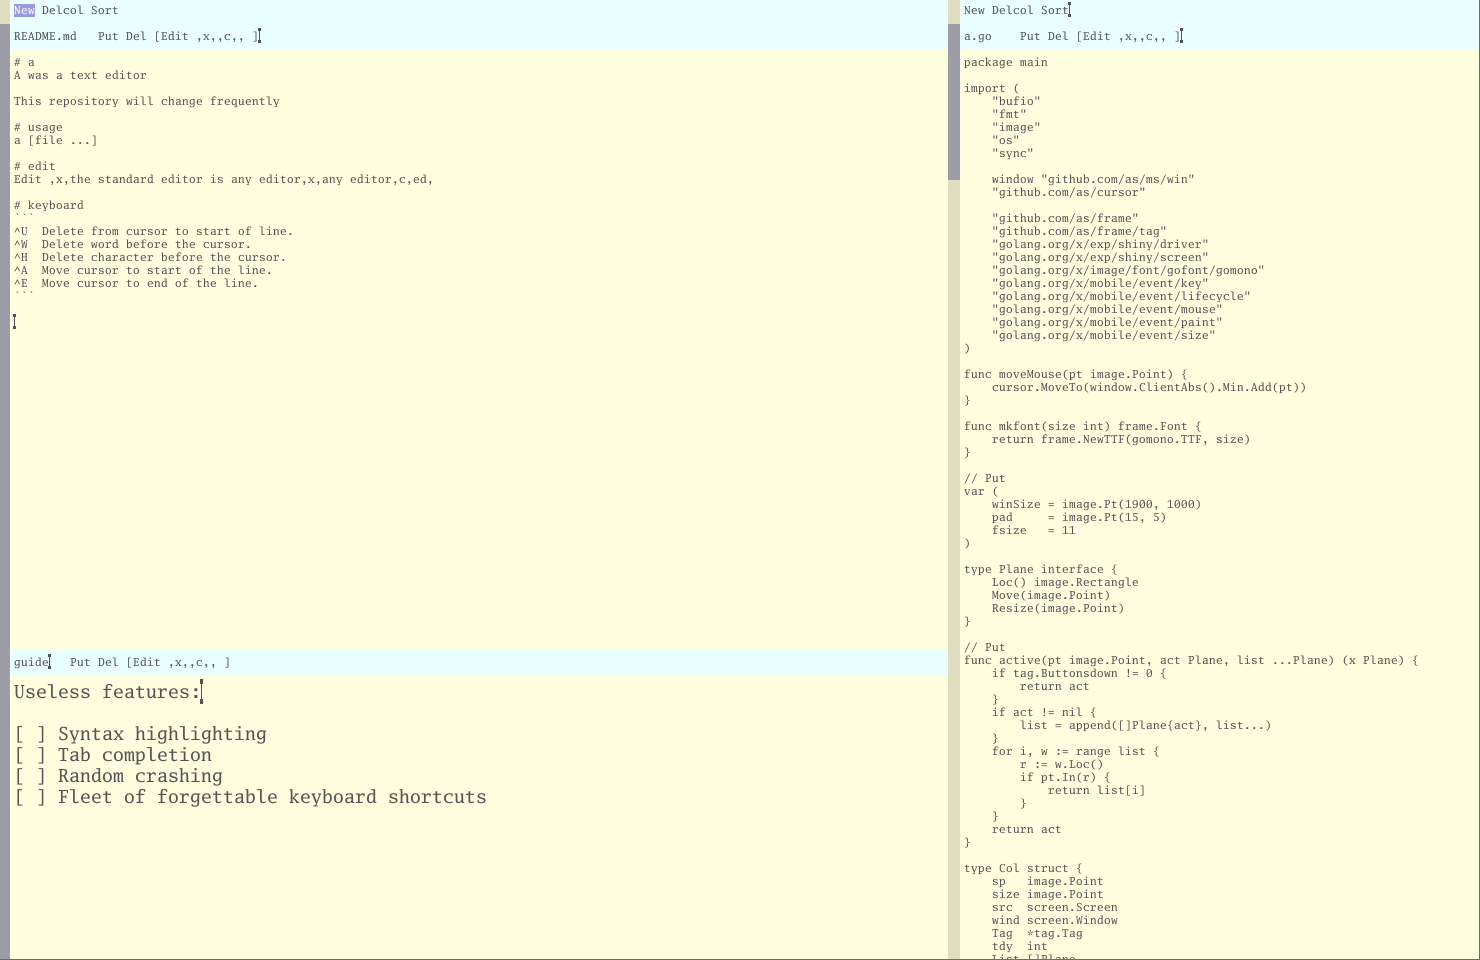 New Delcol Sort
README.md   Put Del [Edit ,x,,c,, ]
# a
A was a text editor

This repository will change frequently

# usage
a [file ...]

# edit
Edit ,x,the standard editor is any editor,x,any editor,c,ed,

# keyboard
```
^U  Delete from cursor to start of line.
^W  Delete word before the cursor.
^H  Delete character before the cursor.
^A  Move cursor to start of the line.
^E  Move cursor to end of the line.
```

guide   Put Del [Edit ,x,,c,, ]
Useless features:

[ ] Syntax highlighting
[ ] Tab completion
[ ] Random crashing
[ ] Fleet of forgettable keyboard shortcuts

New Delcol Sort
a.go    Put Del [Edit ,x,,c,, ]
package main

import (
    "bufio"
    "fmt"
    "image"
    "os"
    "sync"

    window "github.com/as/ms/win"
    "github.com/as/cursor"

    "github.com/as/frame"
    "github.com/as/frame/tag"
    "golang.org/x/exp/shiny/driver"
    "golang.org/x/exp/shiny/screen"
    "golang.org/x/image/font/gofont/gomono"
    "golang.org/x/mobile/event/key"
    "golang.org/x/mobile/event/lifecycle"
    "golang.org/x/mobile/event/mouse"
    "golang.org/x/mobile/event/paint"
    "golang.org/x/mobile/event/size"
)

func moveMouse(pt image.Point) {
    cursor.MoveTo(window.ClientAbs().Min.Add(pt))
}

func mkfont(size int) frame.Font {
    return frame.NewTTF(gomono.TTF, size)
}

// Put
var (
    winSize = image.Pt(1900, 1000)
    pad     = image.Pt(15, 5)
    fsize   = 11
)

type Plane interface {
    Loc() image.Rectangle
    Move(image.Point)
    Resize(image.Point)
}

// Put
func active(pt image.Point, act Plane, list ...Plane) (x Plane) {
    if tag.Buttonsdown != 0 {
        return act
    }
    if act != nil {
        list = append([]Plane{act}, list...)
    }
    for i, w := range list {
        r := w.Loc()
        if pt.In(r) {
            return list[i]
        }
    }
    return act
}

type Col struct {
    sp   image.Point
    size image.Point
    src  screen.Screen
    wind screen.Window
    Tag  *tag.Tag
    tdy  int
    List []Plane